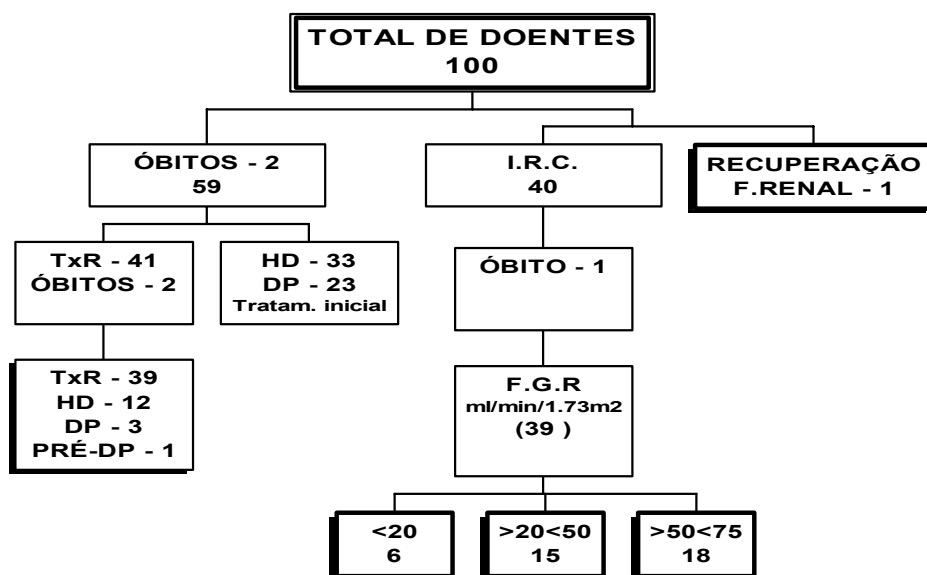 TOTAL DE DOENTES
100
ÓBITOS - 2
59
I.R.C.
40
RECUPERAÇÃO
F.RENAL - 1
TxR - 41
ÓBITOS - 2
HD - 33
DP - 23
Tratam. inicial
ÓBITO - 1
TxR - 39
HD - 12
DP - 3
PRÉ-DP - 1
F.G.R
ml/min/1.73m2
(39 )
<20
6
>20<50
15
>50<75
18